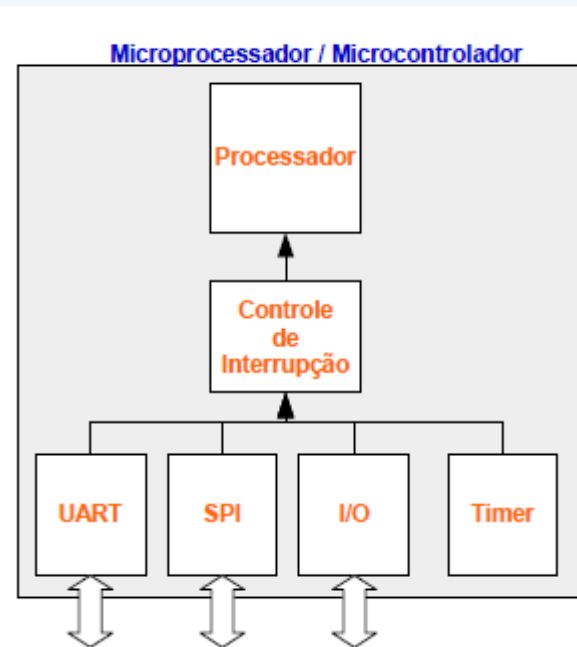 Microprocessador / Microcontrolador
Processador
Controle
de
Interrupção
UART
SPI
I/O
Timer